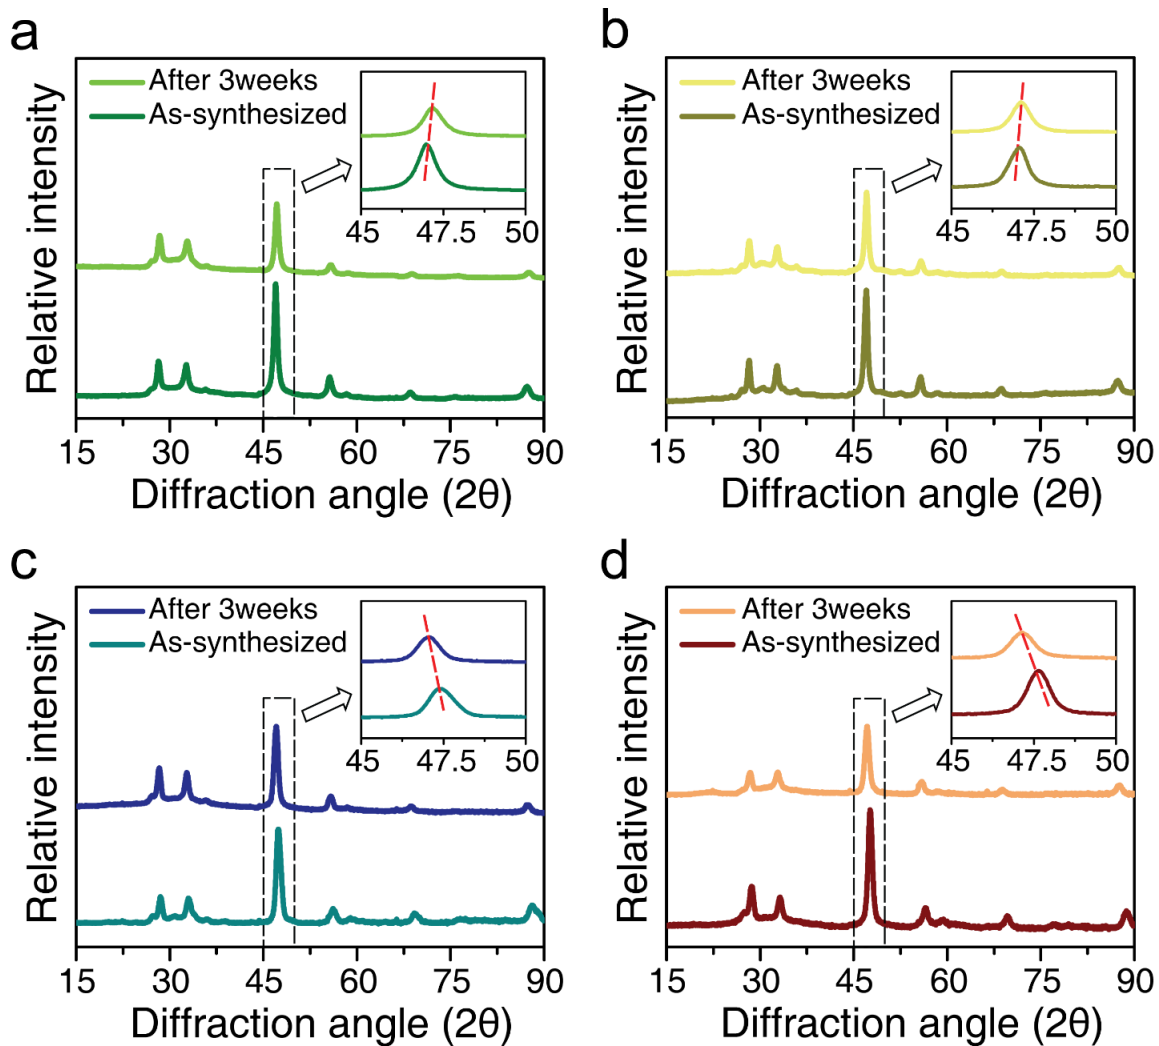 a
After 3weeks
As-synthesized
45 47.5 50
Relative intensity
15 30 45 60 75 90
Diffraction angle (2θ)
b
After 3weeks
As-synthesized
45 47.5 50
Relative intensity
15 30 45 60 75 90
Diffraction angle (2θ)
c
After 3weeks
As-synthesized
45 47.5 50
Relative intensity
15 30 45 60 75 90
Diffraction angle (2θ)
d
After 3weeks
As-synthesized
45 47.5 50
Relative intensity
15 30 45 60 75 90
Diffraction angle (2θ)